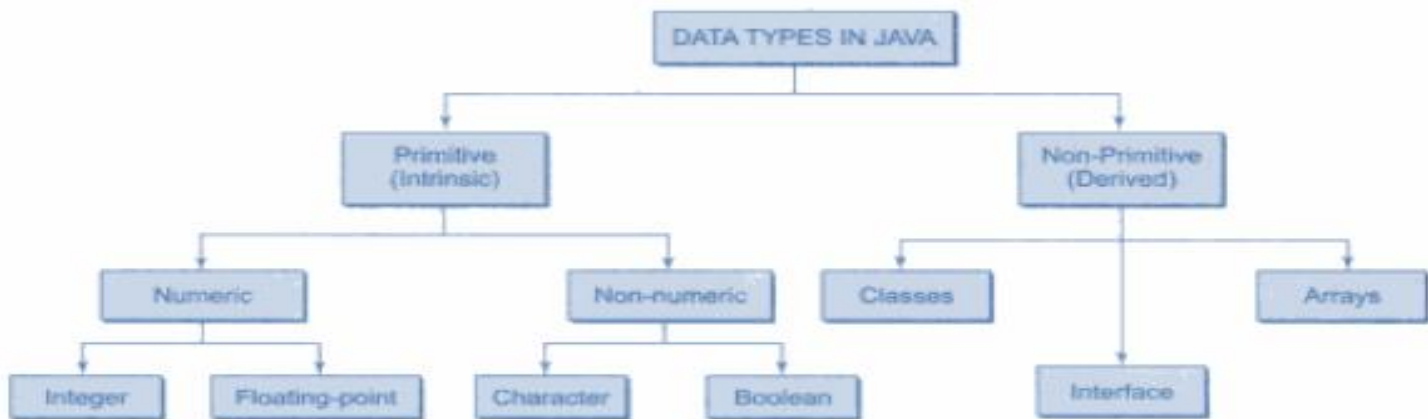 DATA TYPES IN JAVA
Primitive
(Intrinsic)
Non-Primitive
(Derived)
Numeric
Non-numeric
Classes
Arrays
Integer
Floating-point
Character
Boolean
Interface